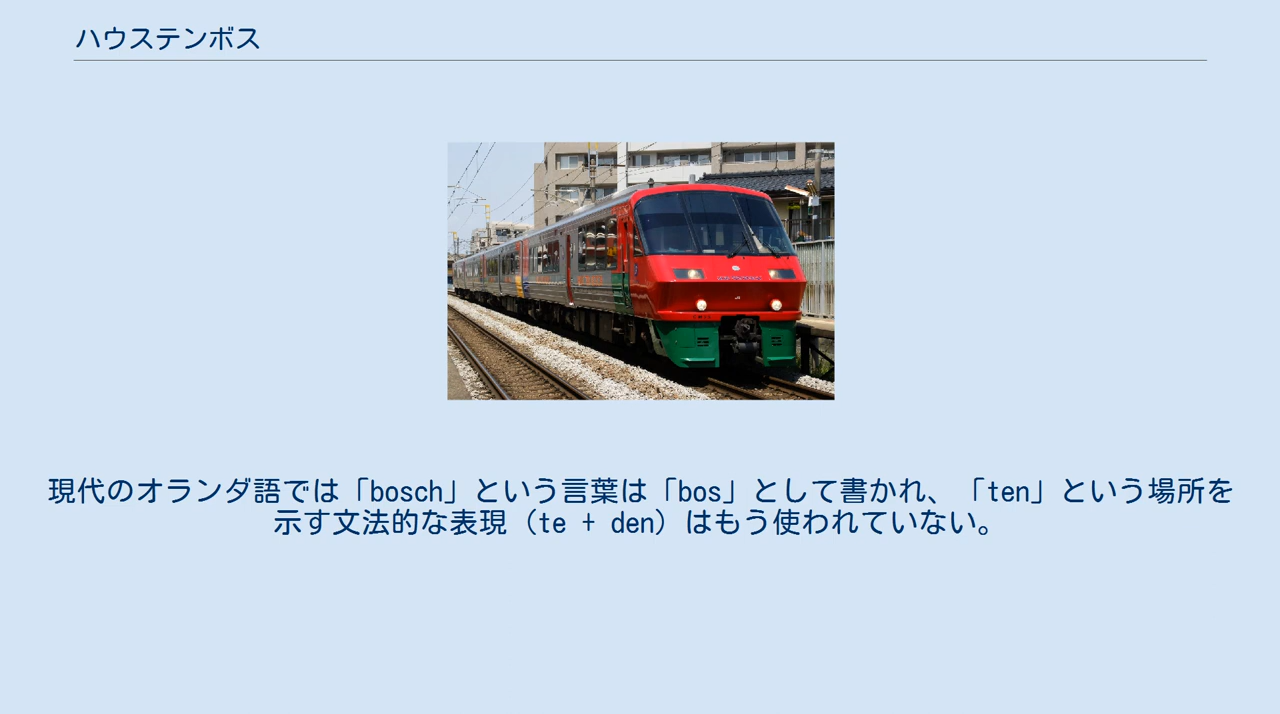 ハウステンボス
現代のオランダ語では「bosch」という言葉は「bos」として書かれ、「ten」という場所を
示す文法的な表現（te + den）はもう使われていない。